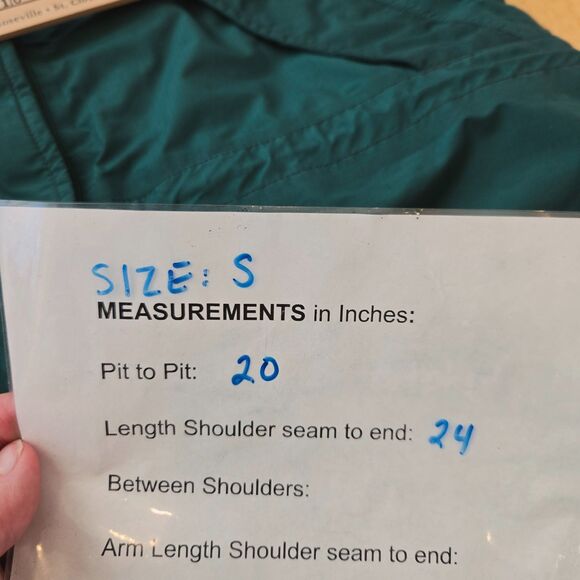 SIZE: S
MEASUREMENTS in Inches:
Pit to Pit: 20
Length Shoulder seam to end: 24
Between Shoulders:
Arm Length Shoulder seam to end: